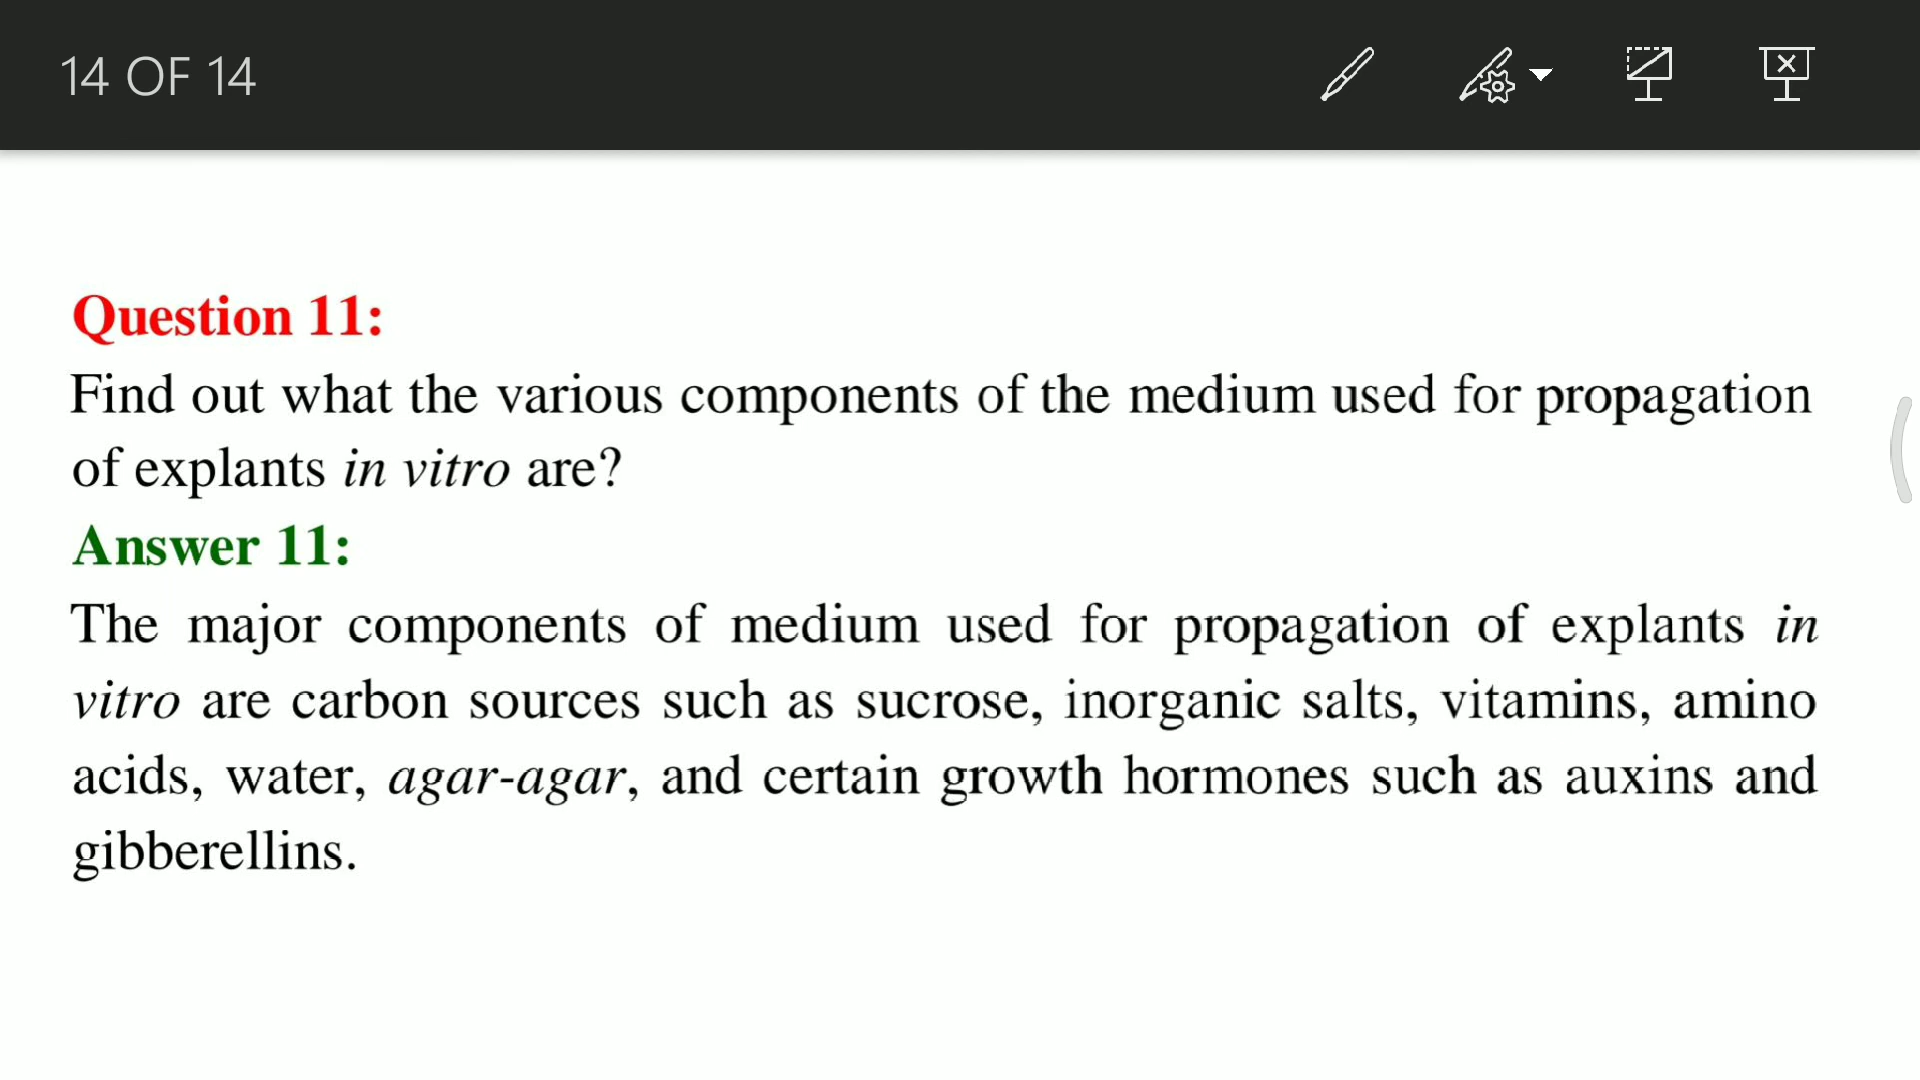 14 OF 14
Question 11:
Find out what the various components of the medium used for propagation
of explants in vitro are?
Answer 11:
The major components of medium used for propagation of explants in
vitro are carbon sources such as sucrose, inorganic salts, vitamins, amino
acids, water, agar-agar, and certain growth hormones such as auxins and
gibberellins.